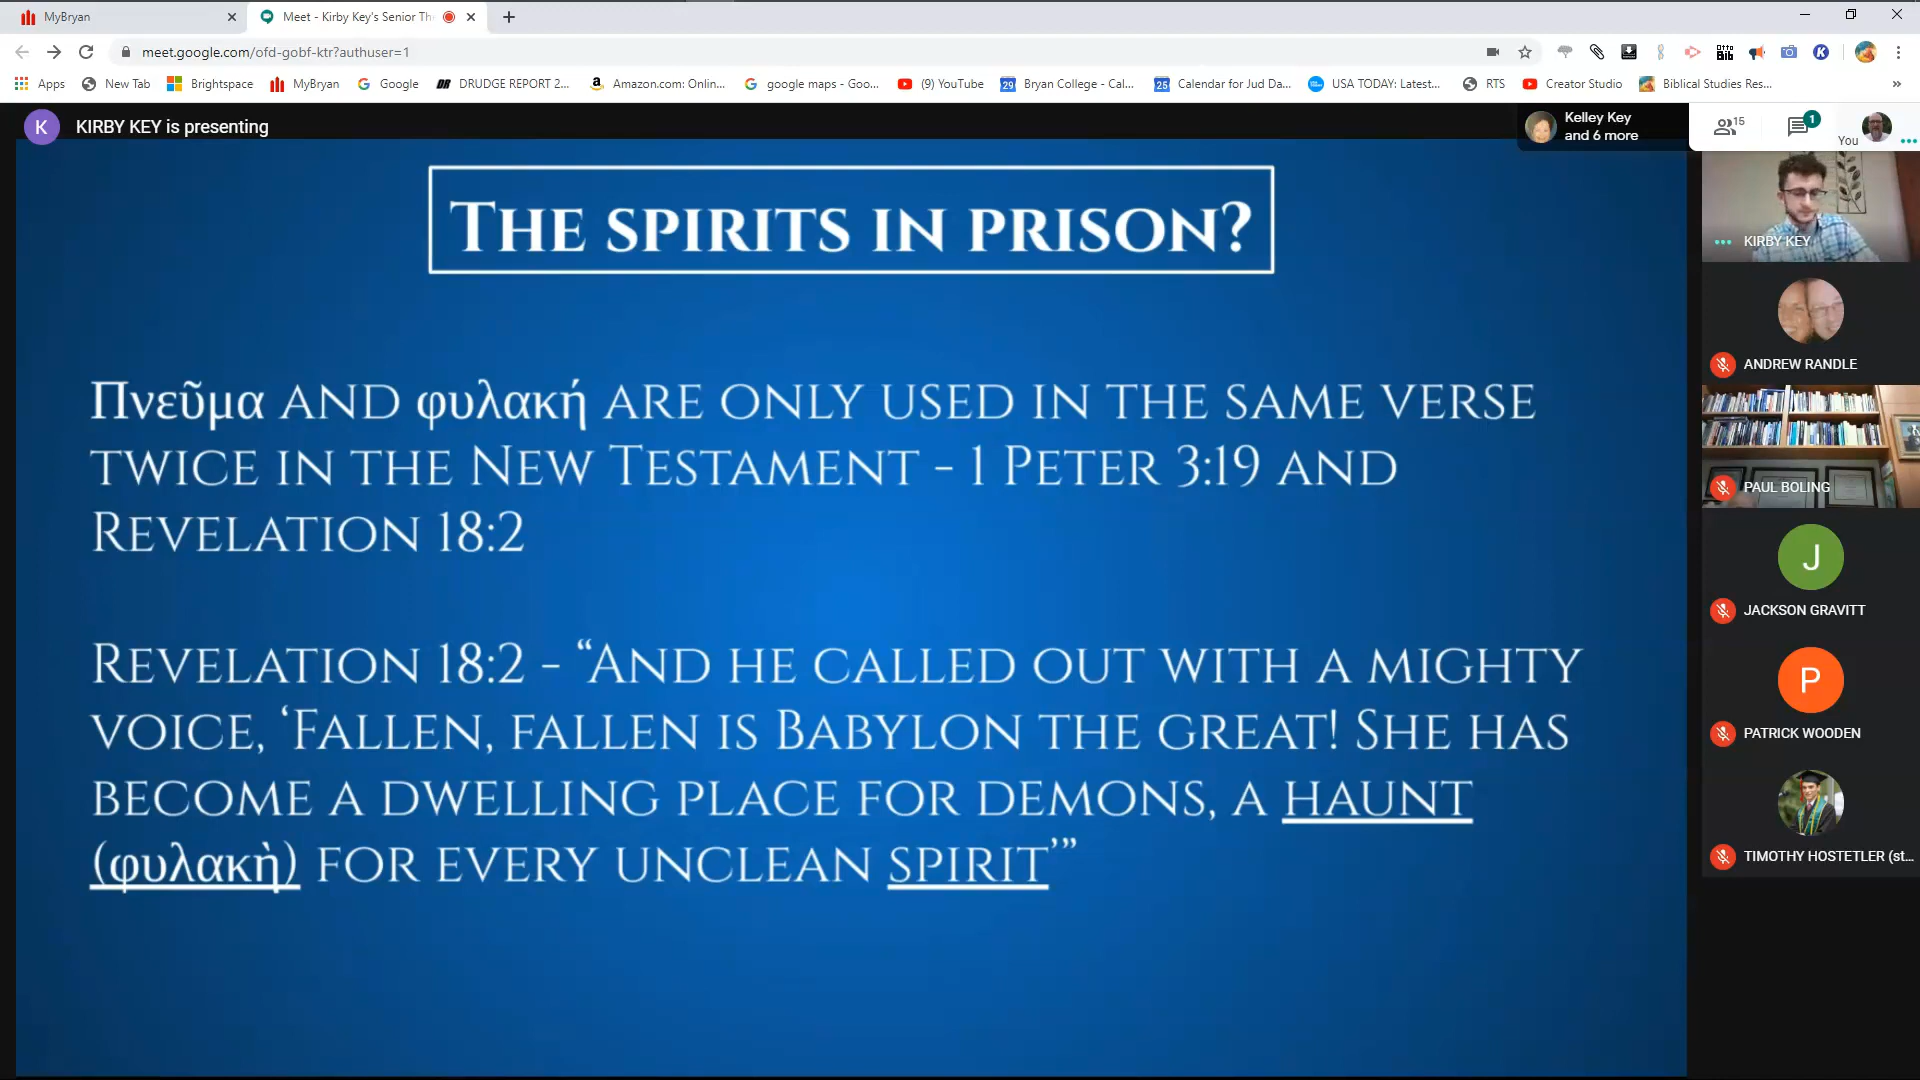 MyBryan
Meet - Kirby Key's Senior Th
meet.google.com/ofd-gobf-ktr?authuser=1
Apps
New Tab
Brightspace
MyBryan
Google
DRUDGE REPORT 2...
Amazon.com: Onlin...
google maps - Goo...
(9) YouTube
Bryan College - Cal...
Calendar for Jud Da...
USA TODAY: Latest...
RTS
Creator Studio
Biblical Studies Res...
K
KIRBY KEY is presenting
Kelley Key
and 6 more
15
1
You
The spirits in prison?
Πνεῦμα and φυλακή are only used in the same verse
twice in the New Testament - 1 Peter 3:19 and
Revelation 18:2
Revelation 18:2 - “And he called out with a mighty
voice, ‘Fallen, fallen is Babylon the great! She has
become a dwelling place for demons, a haunt
(φυλακὴ) for every unclean spirit’”
KIRBY KEY
ANDREW RANDLE
PAUL BOLING
J
JACKSON GRAVITT
P
PATRICK WOODEN
TIMOTHY HOSTETLER (st...